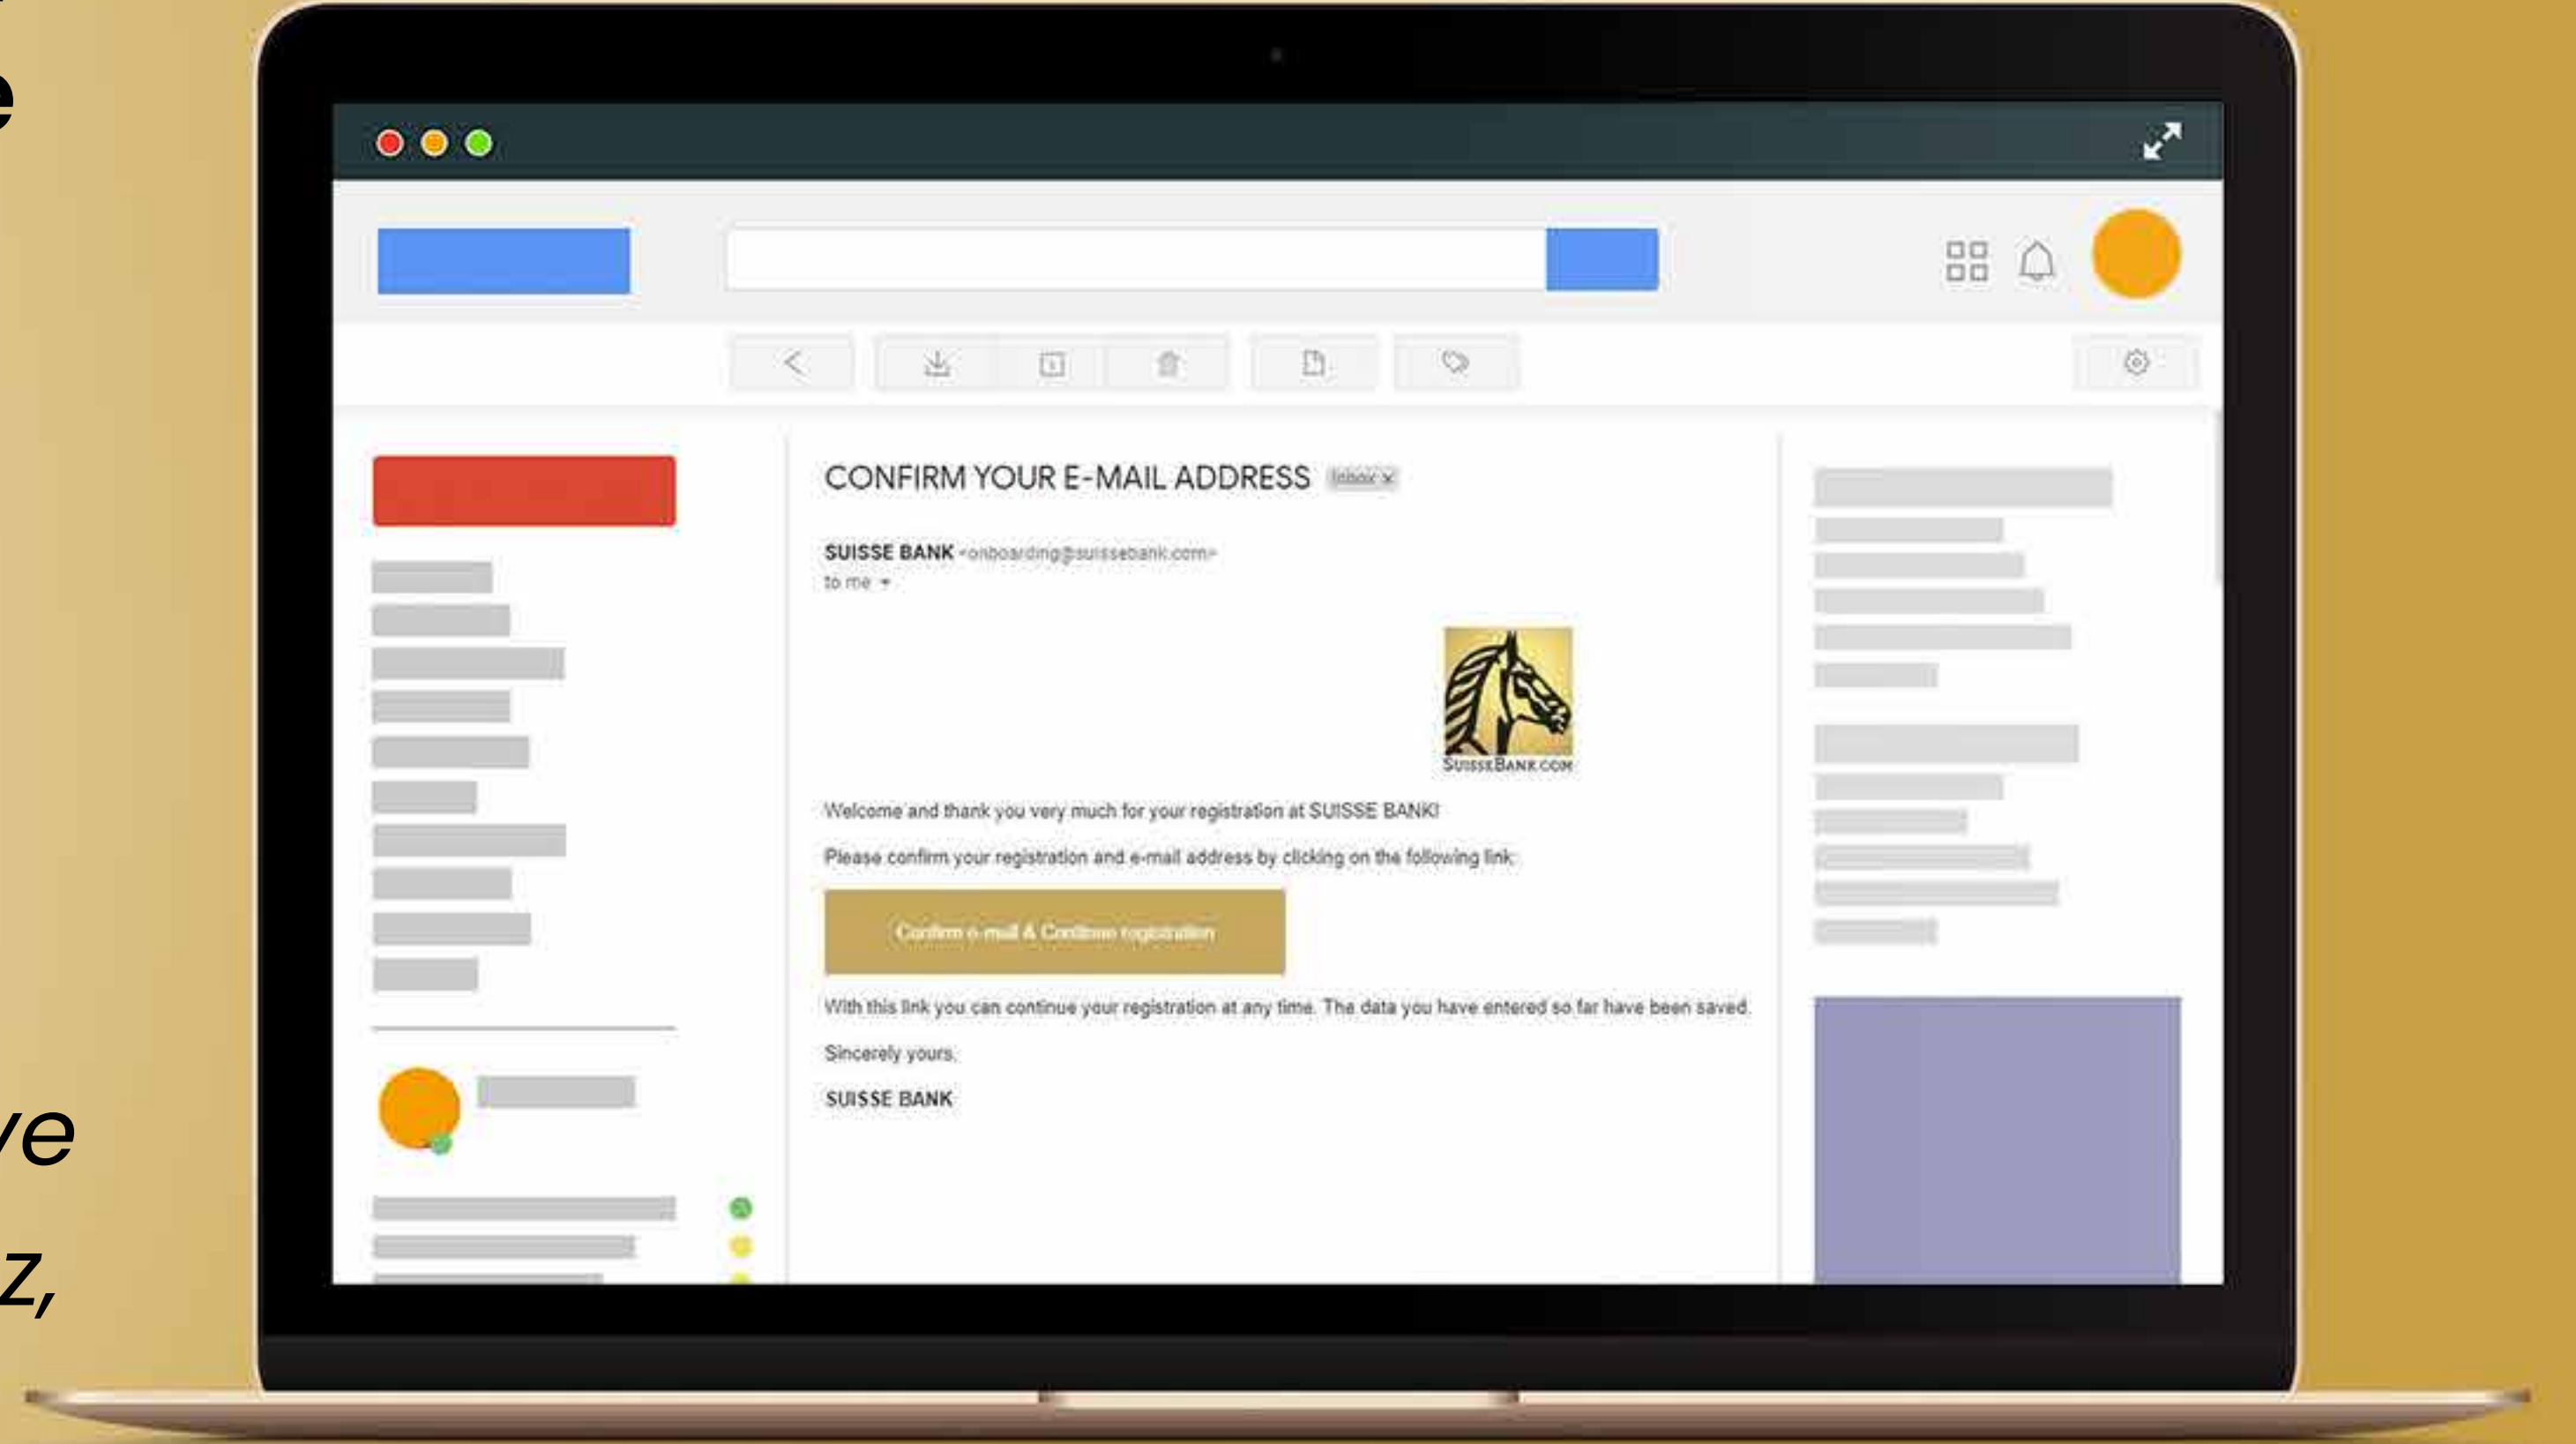 e
CONFIRM YOUR E-MAIL ADDRESS Inbox x
SUISSE BANK <onboarding@suissebank.com>
to me
SUISSEBANK.COM
Welcome and thank you very much for your registration at SUISSE BANK!
Please confirm your registration and e-mail address by clicking on the following link:
Confirm e-mail & Continue registration
With this link you can continue your registration at any time. The data you have entered so far have been saved.
Sincerely yours,
SUISSE BANK
ve
z,